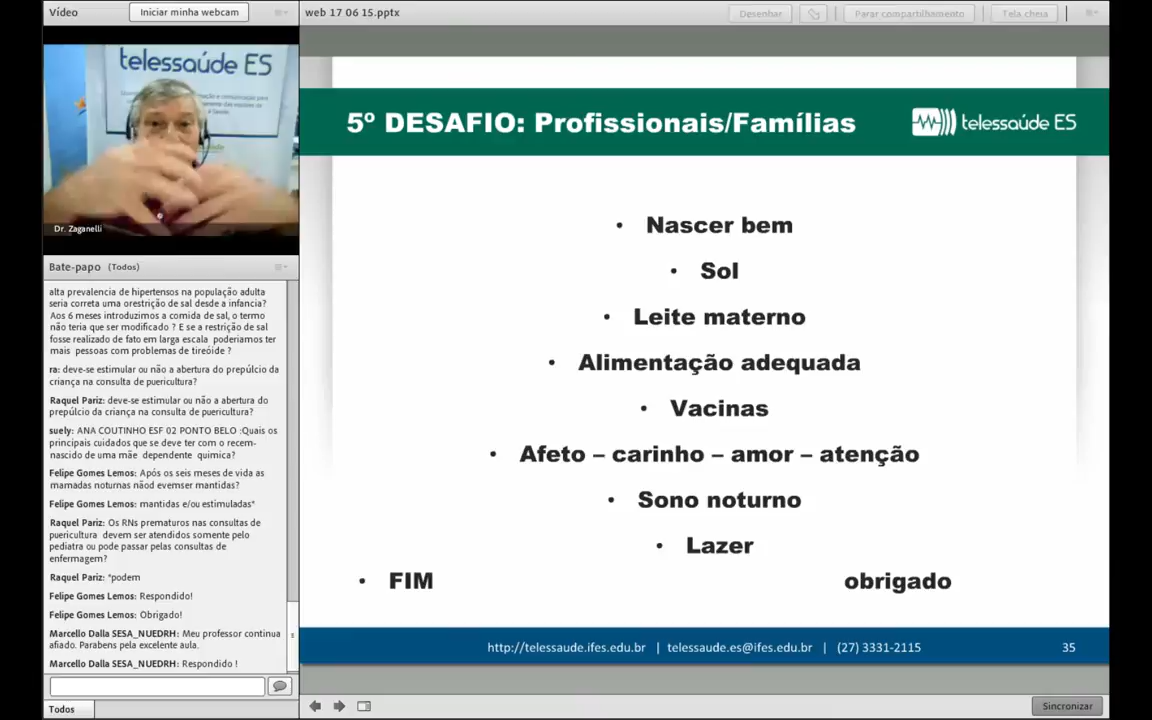 Vídeo
Iniciar minha webcam
web 17 06 15.pptx
Desenhar
Parar compartilhamento
Tela cheia
telessaúde ES
Dr. Zaganelli
Bate-papo (Todos)
alta prevalencia de hipertensos na população adulta
seria correta uma orestrição de sal desde a infancia?
Aos 6 meses introduzimos a comida de sal, o termo
não teria que ser modificado ? E se a restrição de sal
fosse realizado de fato em larga escala poderiamos ter
mais pessoas com problemas de tireóide ?
ra: deve-se estimular ou não a abertura do prepúlcio da
criança na consulta de puericultura?
Raquel Pariz: deve-se estimular ou não a abertura do
prepúlcio da criança na consulta de puericultura?
suely: ANA COUTINHO ESF 02 PONTO BELO :Quais os
principais cuidados que se deve ter com o recem-
nascido de uma mãe dependente quimica?
Felipe Gomes Lemos: Após os seis meses de vida as
mamadas noturnas nãod evemser mantidas?
Felipe Gomes Lemos: mantidas e/ou estimuladas*
Raquel Pariz: Os RNs prematuros nas consultas de
puericultura devem ser atendidos somente pelo
pediatra ou pode passar pelas consultas de
enfermagem?
Raquel Pariz: *podem
Felipe Gomes Lemos: Respondido!
Felipe Gomes Lemos: Obrigado!
Marcello Dalla SESA_NUEDRH: Meu professor continua
afiado. Parabens pela excelente aula.
Marcello Dalla SESA_NUEDRH: Respondido !
Todos
5º DESAFIO: Profissionais/Famílias
telessaúde ES
• Nascer bem
• Sol
• Leite materno
• Alimentação adequada
• Vacinas
• Afeto – carinho – amor – atenção
• Sono noturno
• Lazer
• FIM obrigado
http://telessaude.ifes.edu.br | telessaude.es@ifes.edu.br | (27) 3331-2115
35
Sincronizar